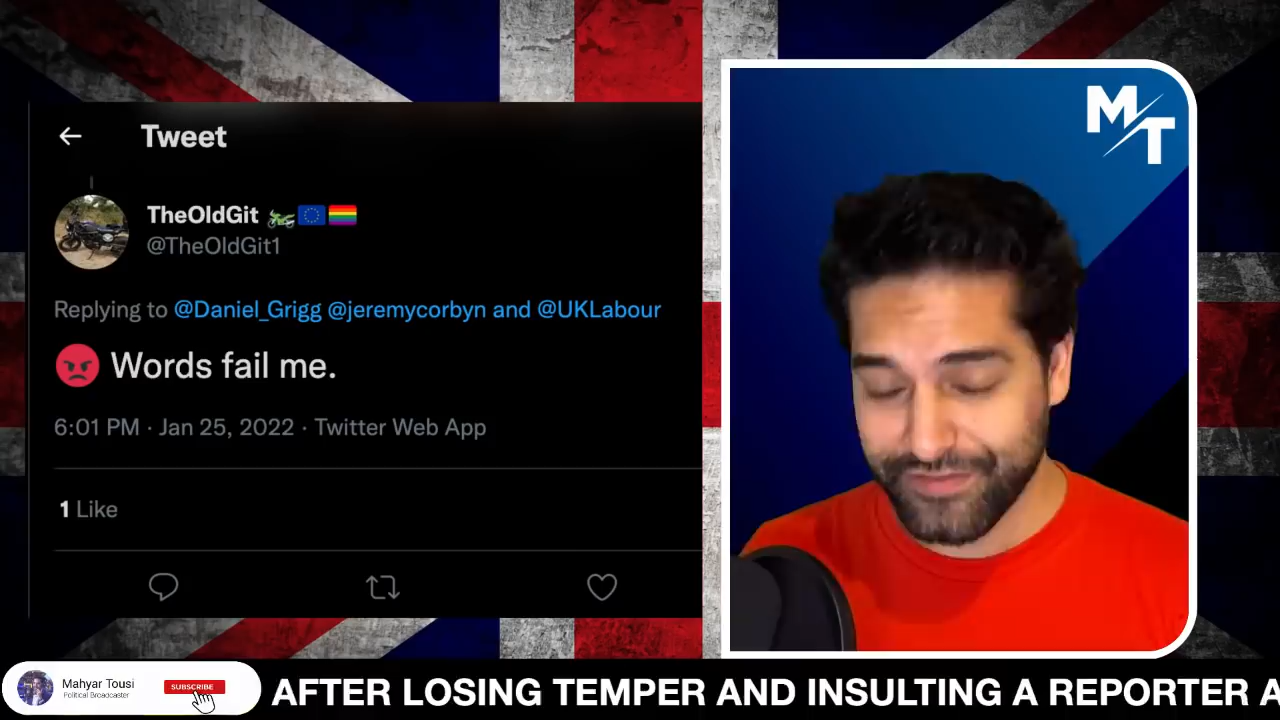 Tweet
TheOldGit
@TheOldGit1
Replying to @Daniel_Grigg @jeremycorbyn and @UKLabour
Words fail me.
6:01 PM · Jan 25, 2022 · Twitter Web App
1 Like
MT
Mahyar Tousi
Political Broadcaster
SUBSCRIBE
AFTER LOSING TEMPER AND INSULTING A REPORTER A